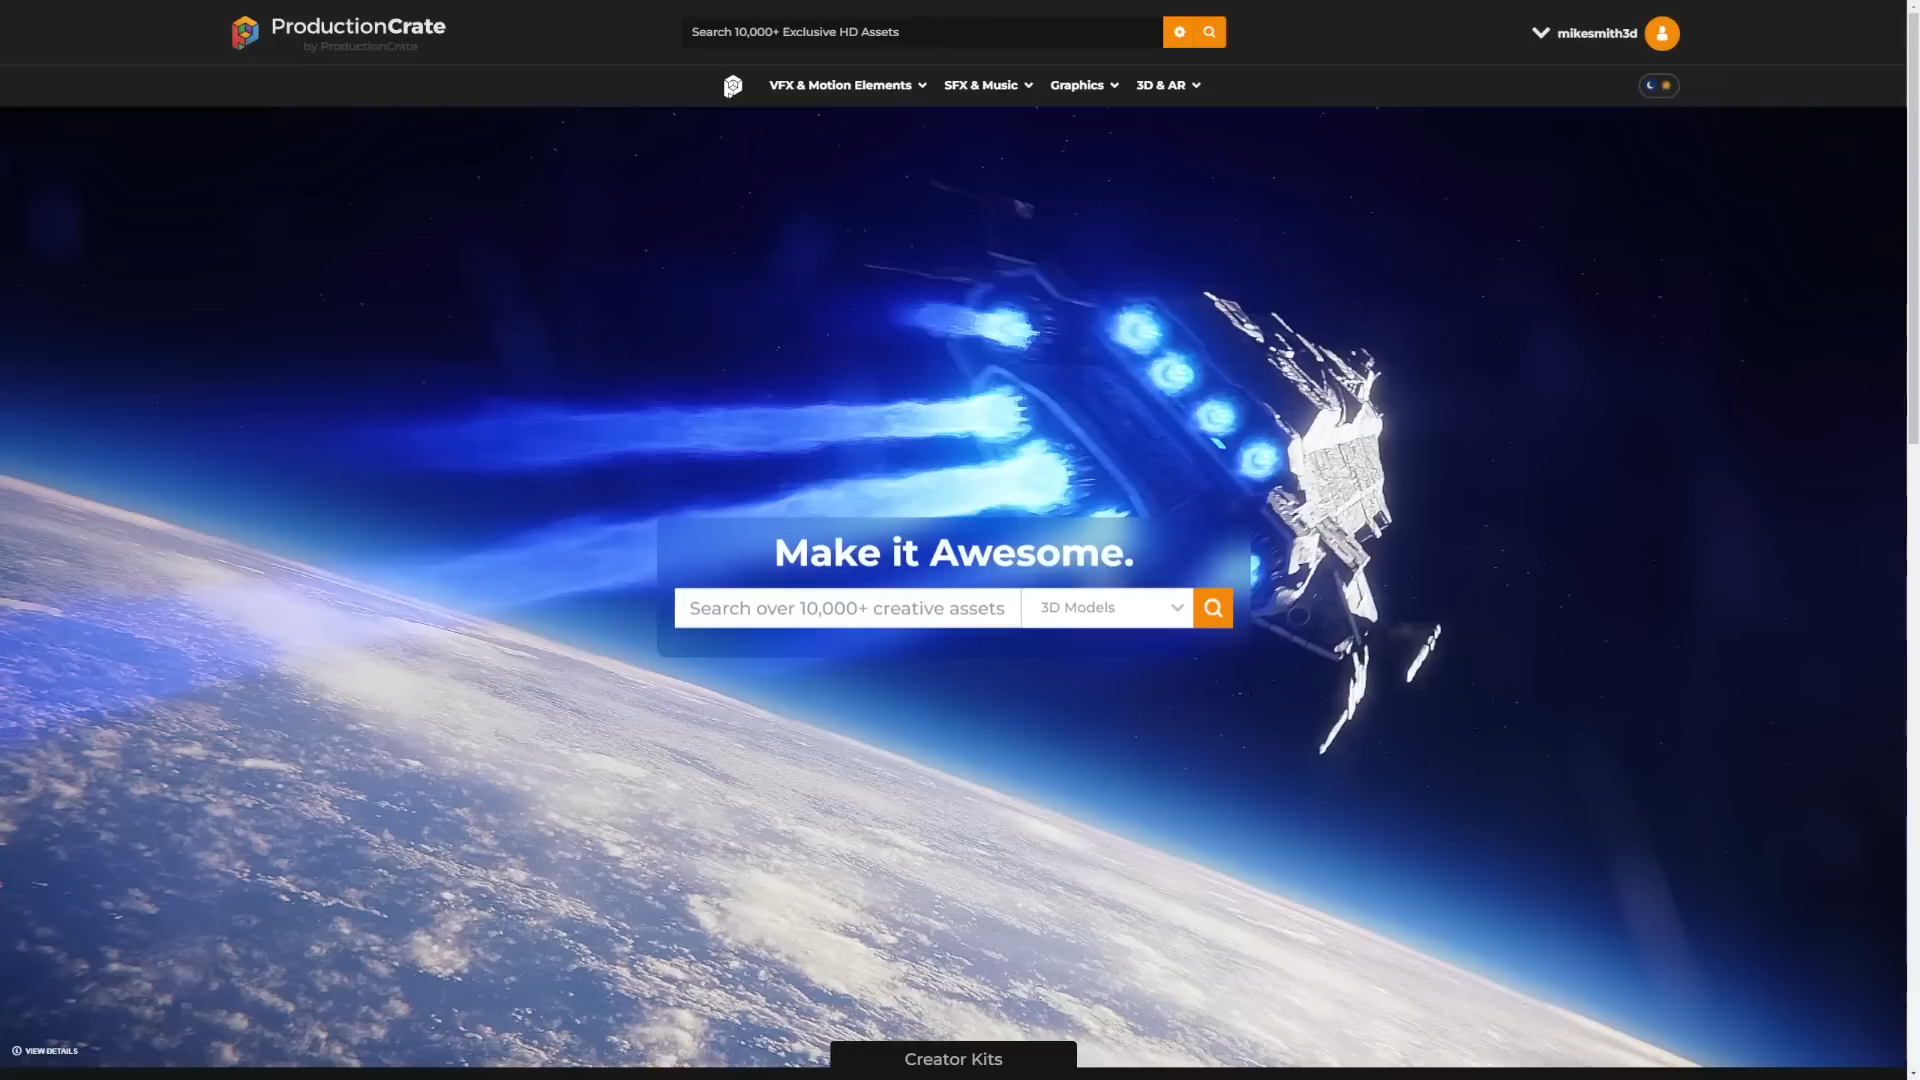 ProductionCrate
by ProductionCrate
Search 10,000+ Exclusive HD Assets
mikesmith3d
VFX & Motion Elements
SFX & Music
Graphics
3D & AR
Make it Awesome.
Search over 10,000+ creative assets
3D Models
VIEW DETAILS
Creator Kits